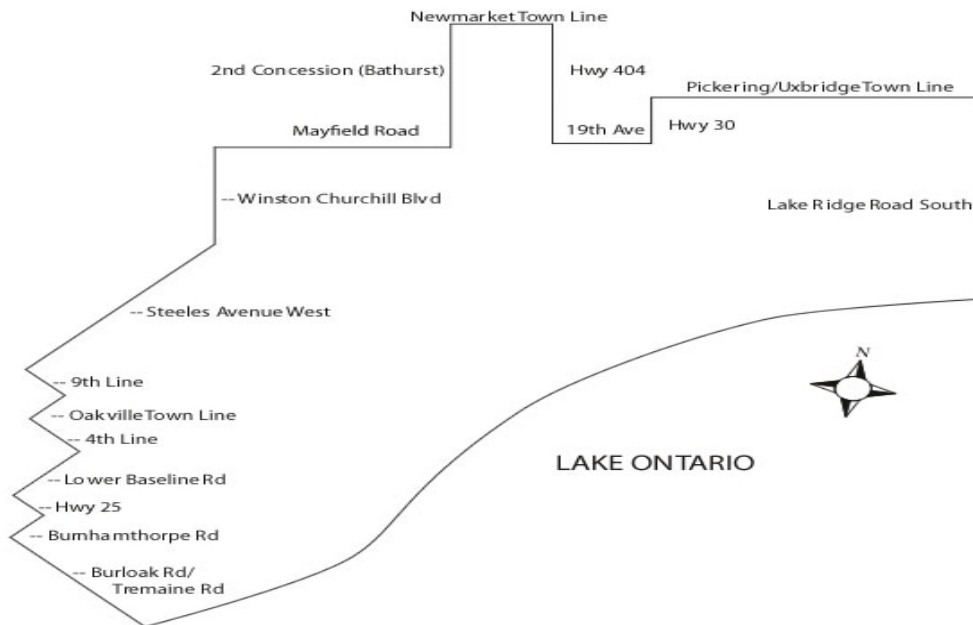 Newmarket Town Line
2nd Concession (Bathurst)
Hwy 404
Pickering/Uxbridge Town Line
Mayfield Road
19th Ave
Hwy 30
-- Winston Churchill Blvd
Lake Ridge Road South
-- Steeles Avenue West
N
-- 9th Line
-- Oakville Town Line
-- 4th Line
LAKE ONTARIO
-- Lower Baseline Rd
-- Hwy 25
-- Burnhamthorpe Rd
-- Burloak Rd/
Tremaine Rd